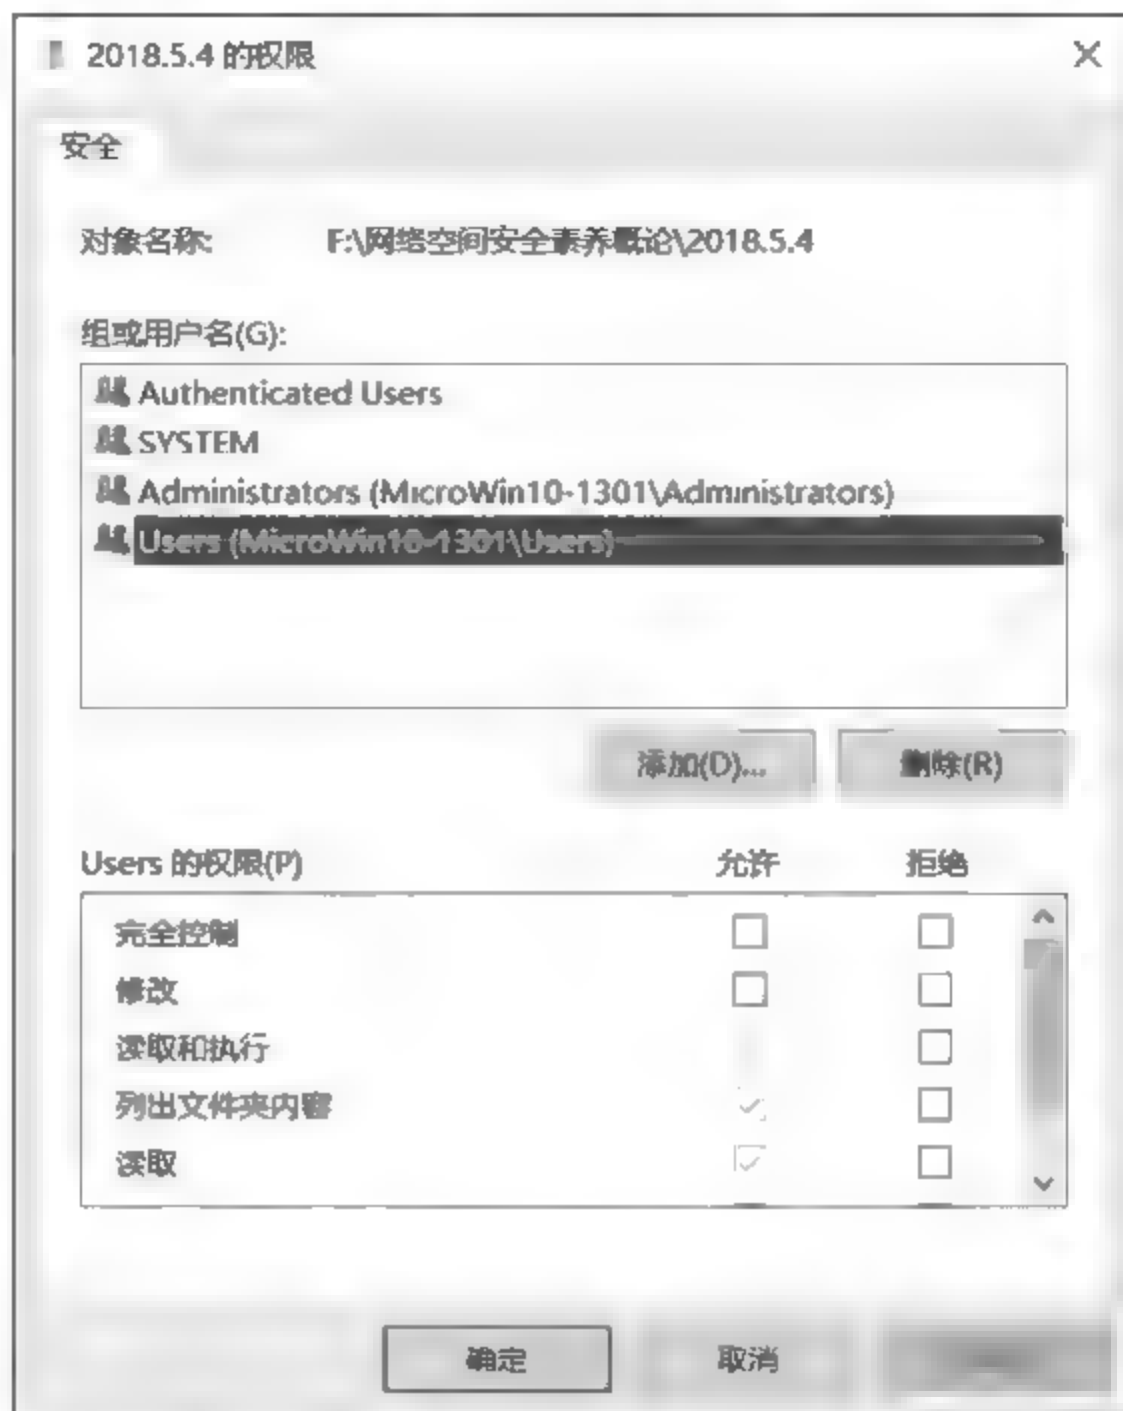 2018.5.4 的权限
安全
对象名称: F:\网络空间安全素养概论\2018.5.4
组或用户名(G):
Authenticated Users
SYSTEM
Administrators (MicroWin10-1301\Administrators)
Users (MicroWin10-1301\Users)
添加(D)... 删除(R)
Users 的权限(P) 允许 拒绝
完全控制
修改
读取和执行
列出文件夹内容
读取
确定 取消